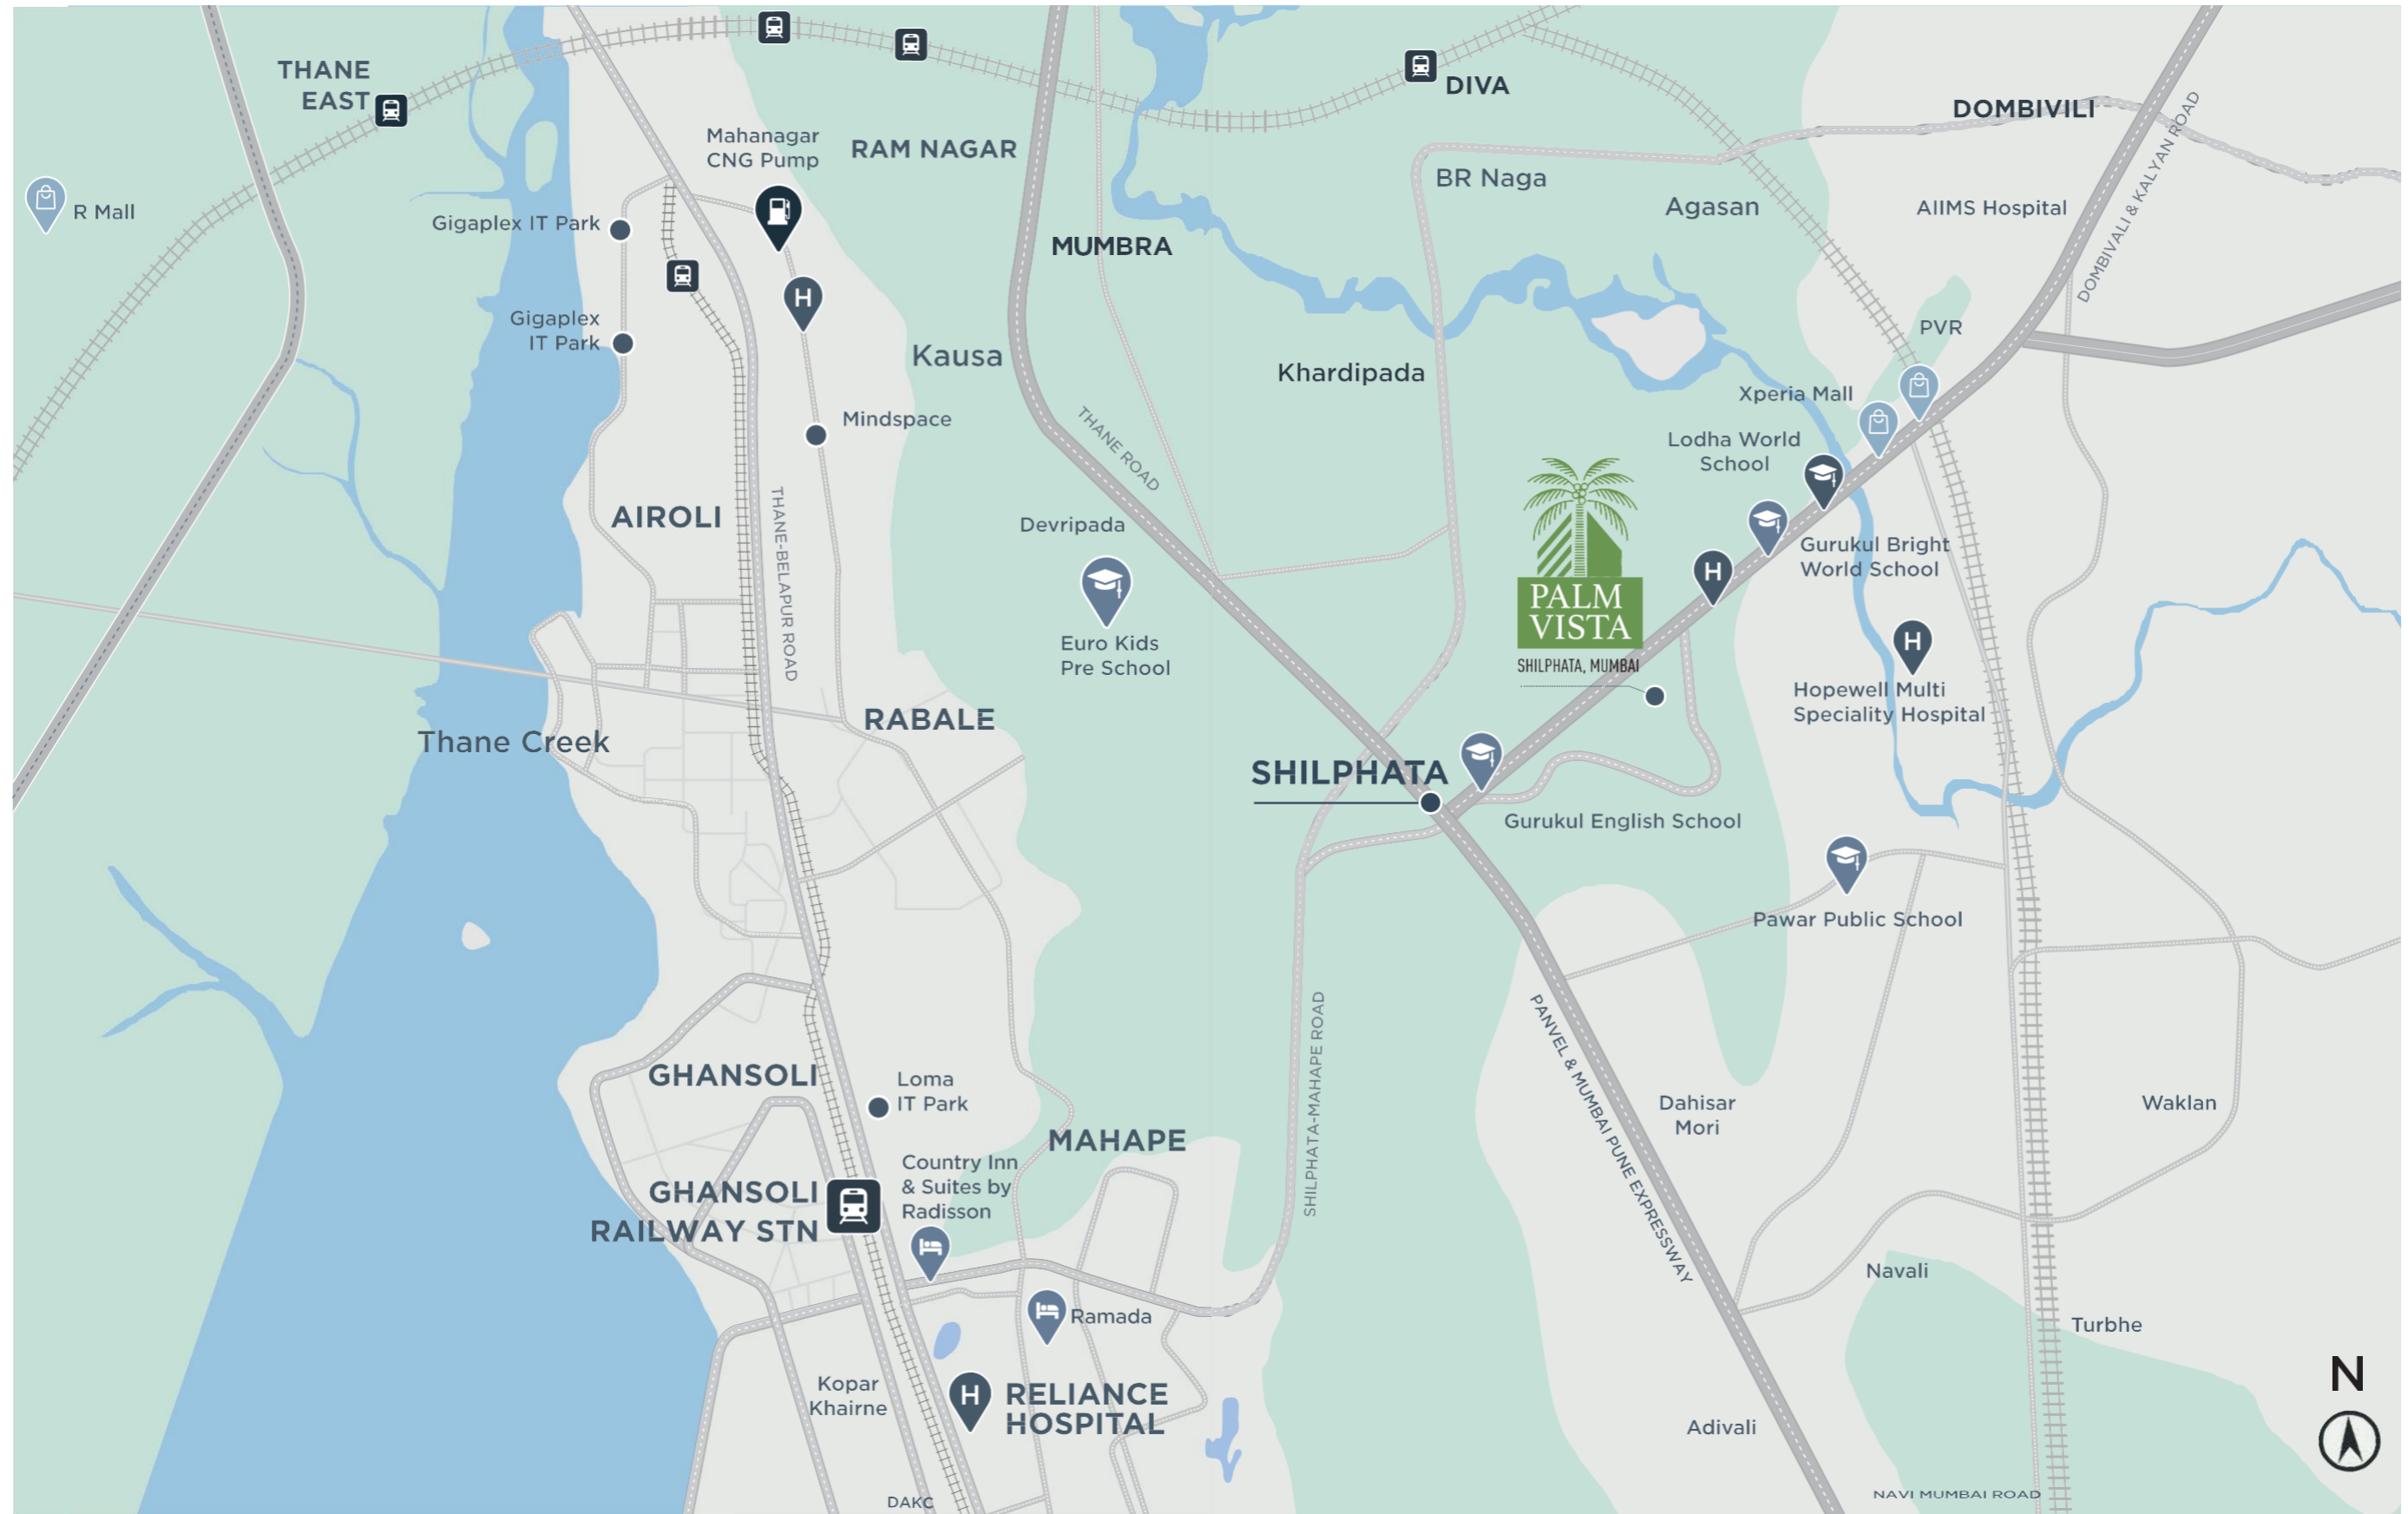 THANE
EAST
DIVA
DOMBIVILI
Mahanagar
CNG Pump
RAM NAGAR
BR Naga
Agasan
AIIMS Hospital
DOMBIVALI & KALYAN ROAD
R Mall
Gigaplex IT Park
MUMBRA
Gigaplex
IT Park
Kausa
PVR
Khardipada
Xperia Mall
Mindspace
THANE ROAD
Lodha World
School
AIROLI
THANE-BELAPUR ROAD
Devripada
Gurukul Bright
World School
PALM
VISTA
SHILPHATA, MUMBAI
Euro Kids
Pre School
Hopewell Multi
Speciality Hospital
RABALE
Thane Creek
SHILPHATA
Gurukul English School
Pawar Public School
SHILPHATA-MAHAPE ROAD
PANVEL & MUMBAI PUNE EXPRESSWAY
GHANSOLI
Loma
IT Park
Dahisar
Mori
Waklan
MAHAPE
Country Inn
& Suites by
Radisson
GHANSOLI
RAILWAY STN
Navali
Ramada
Turbhe
N
Kopar
Khairne
RELIANCE
HOSPITAL
Adivali
DAKC
NAVI MUMBAI ROAD
H
H
H
H